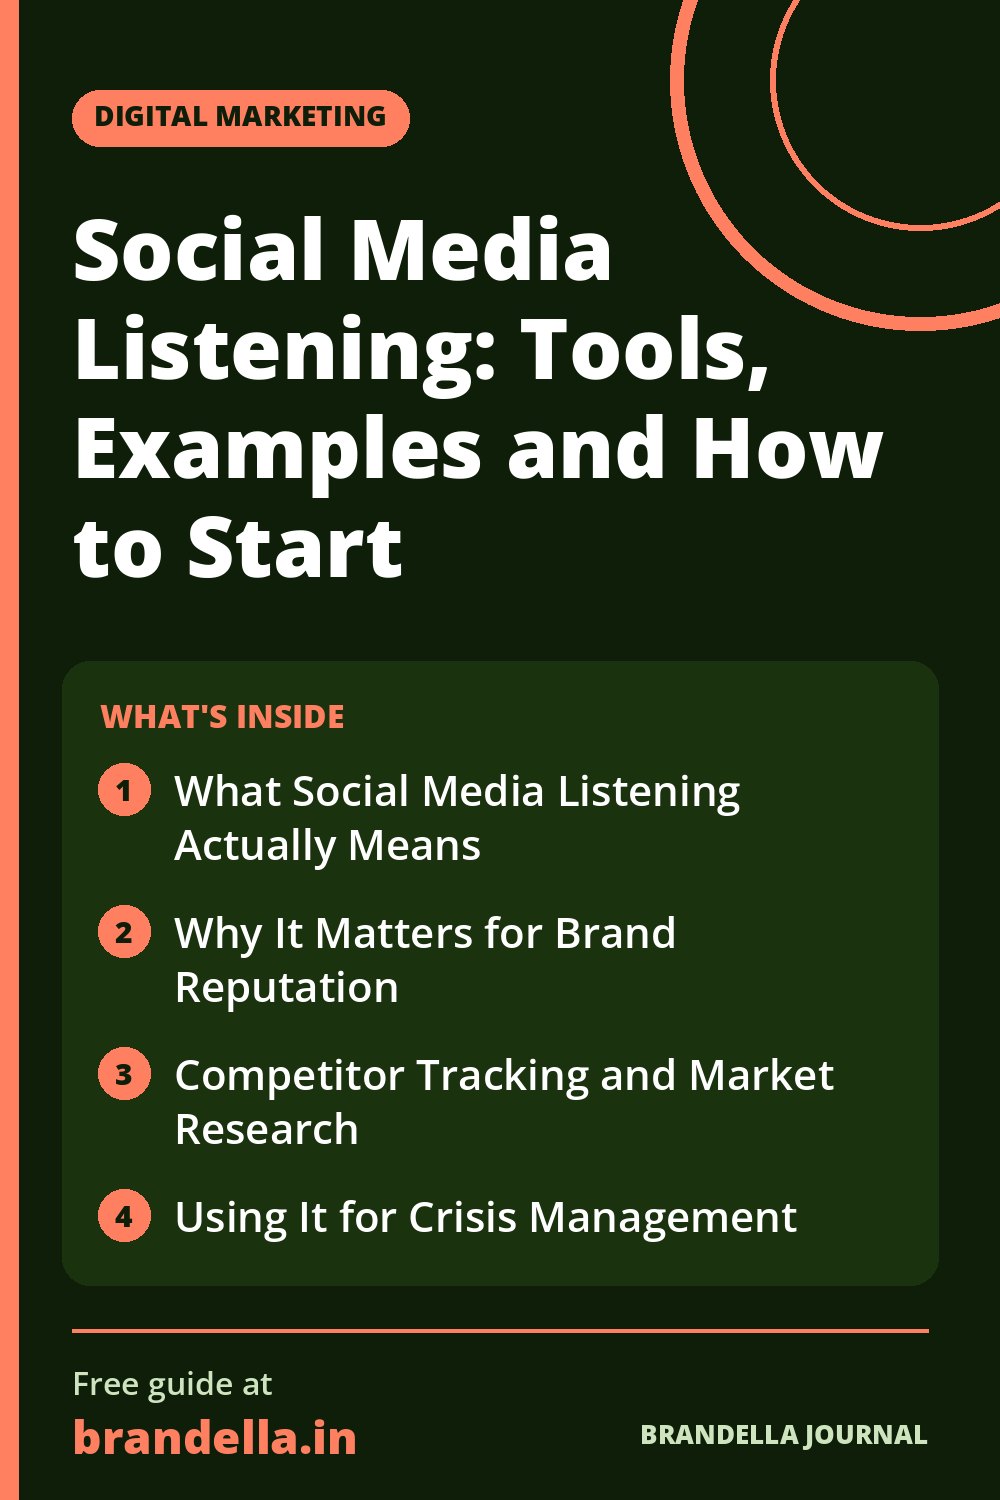 DIGITAL MARKETING
Social Media
Listening: Tools,
Examples and How
to Start
WHAT'S INSIDE
1 What Social Media Listening
Actually Means
2 Why It Matters for Brand
Reputation
3 Competitor Tracking and Market
Research
4 Using It for Crisis Management
Free guide at
brandella.in
BRANDELLA JOURNAL